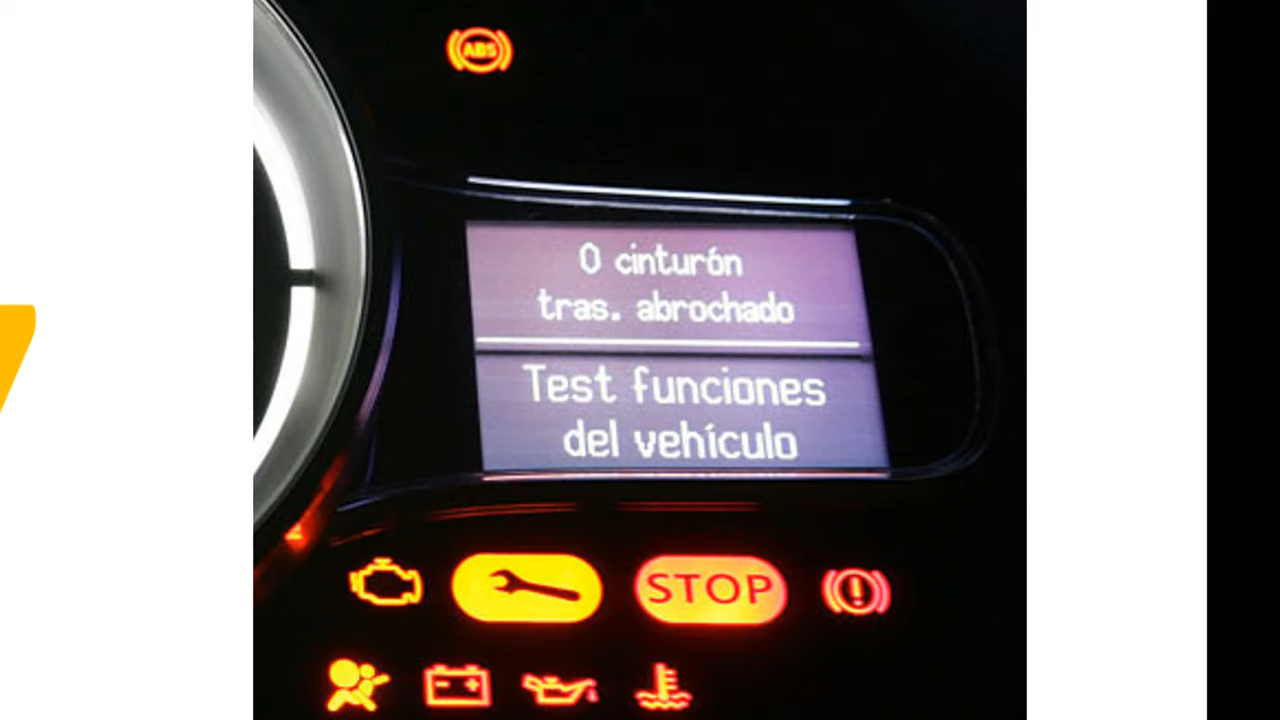 ABS
0 cinturón
tras. abrochado
Test funciones
del vehículo
STOP